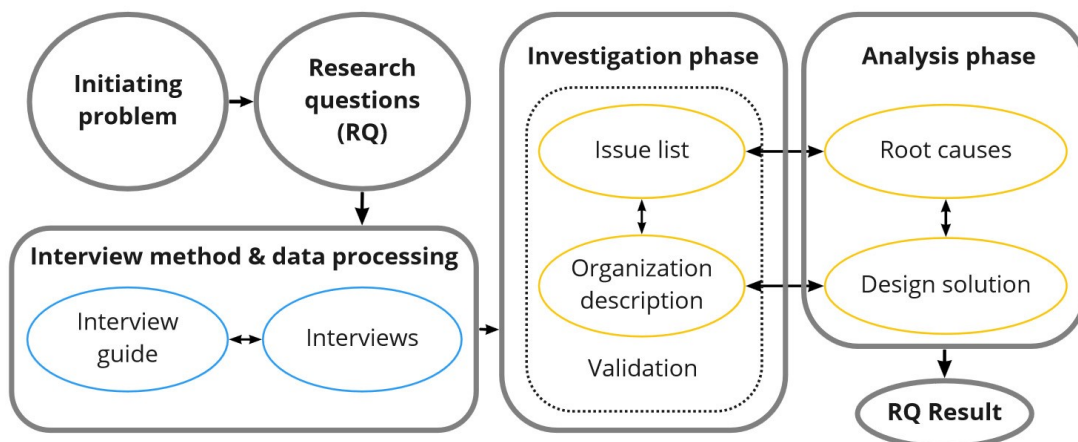 Initiating
problem
Research
questions
(RQ)
Interview method & data processing
Interview
guide
Interviews
Investigation phase
Issue list
Organization
description
Validation
Analysis phase
Root causes
Design solution
RQ Result